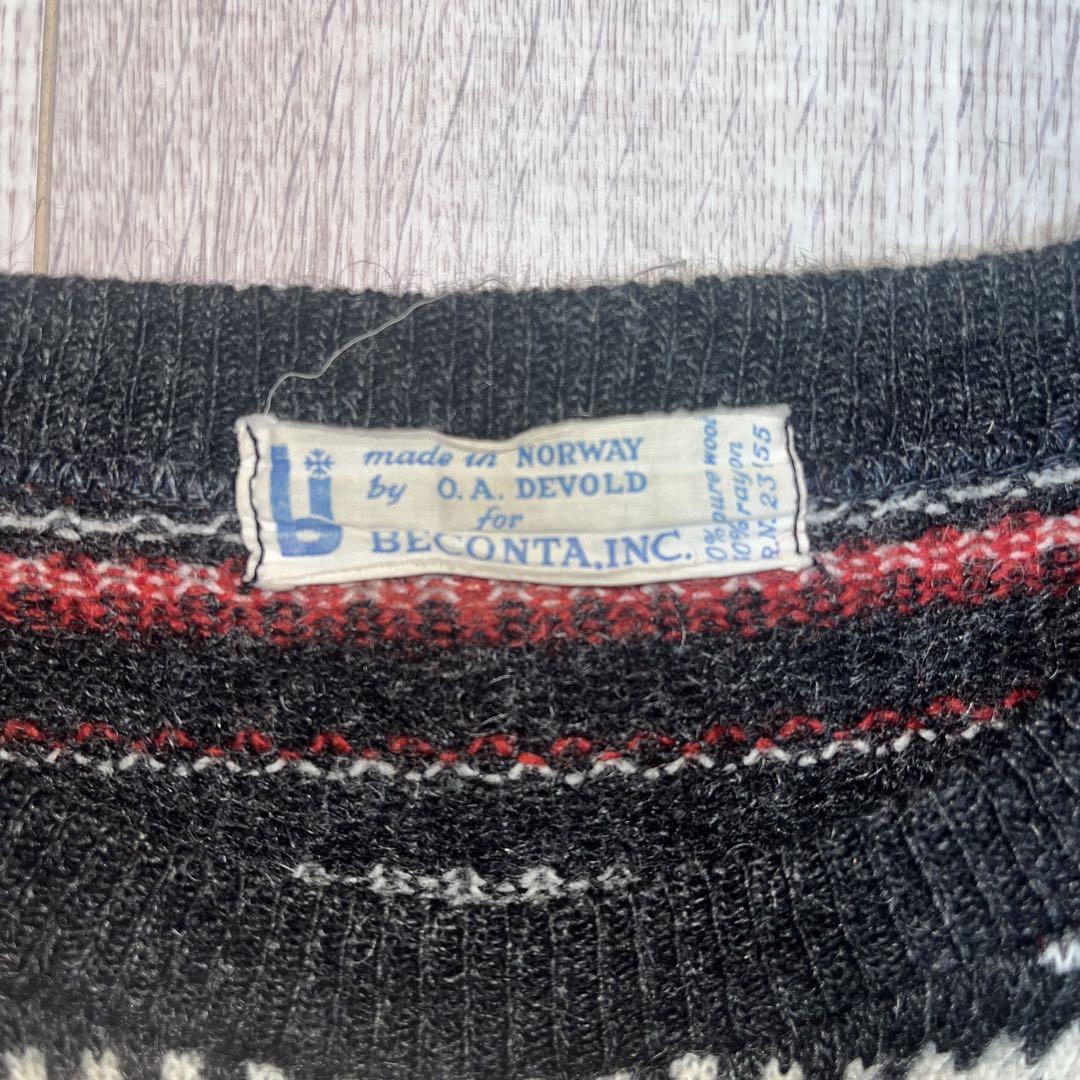 b
made in NORWAY
by O.A. DEVOLD
for
BECONTA, INC.
0% pure wool
10% rayon
R.N. 23155